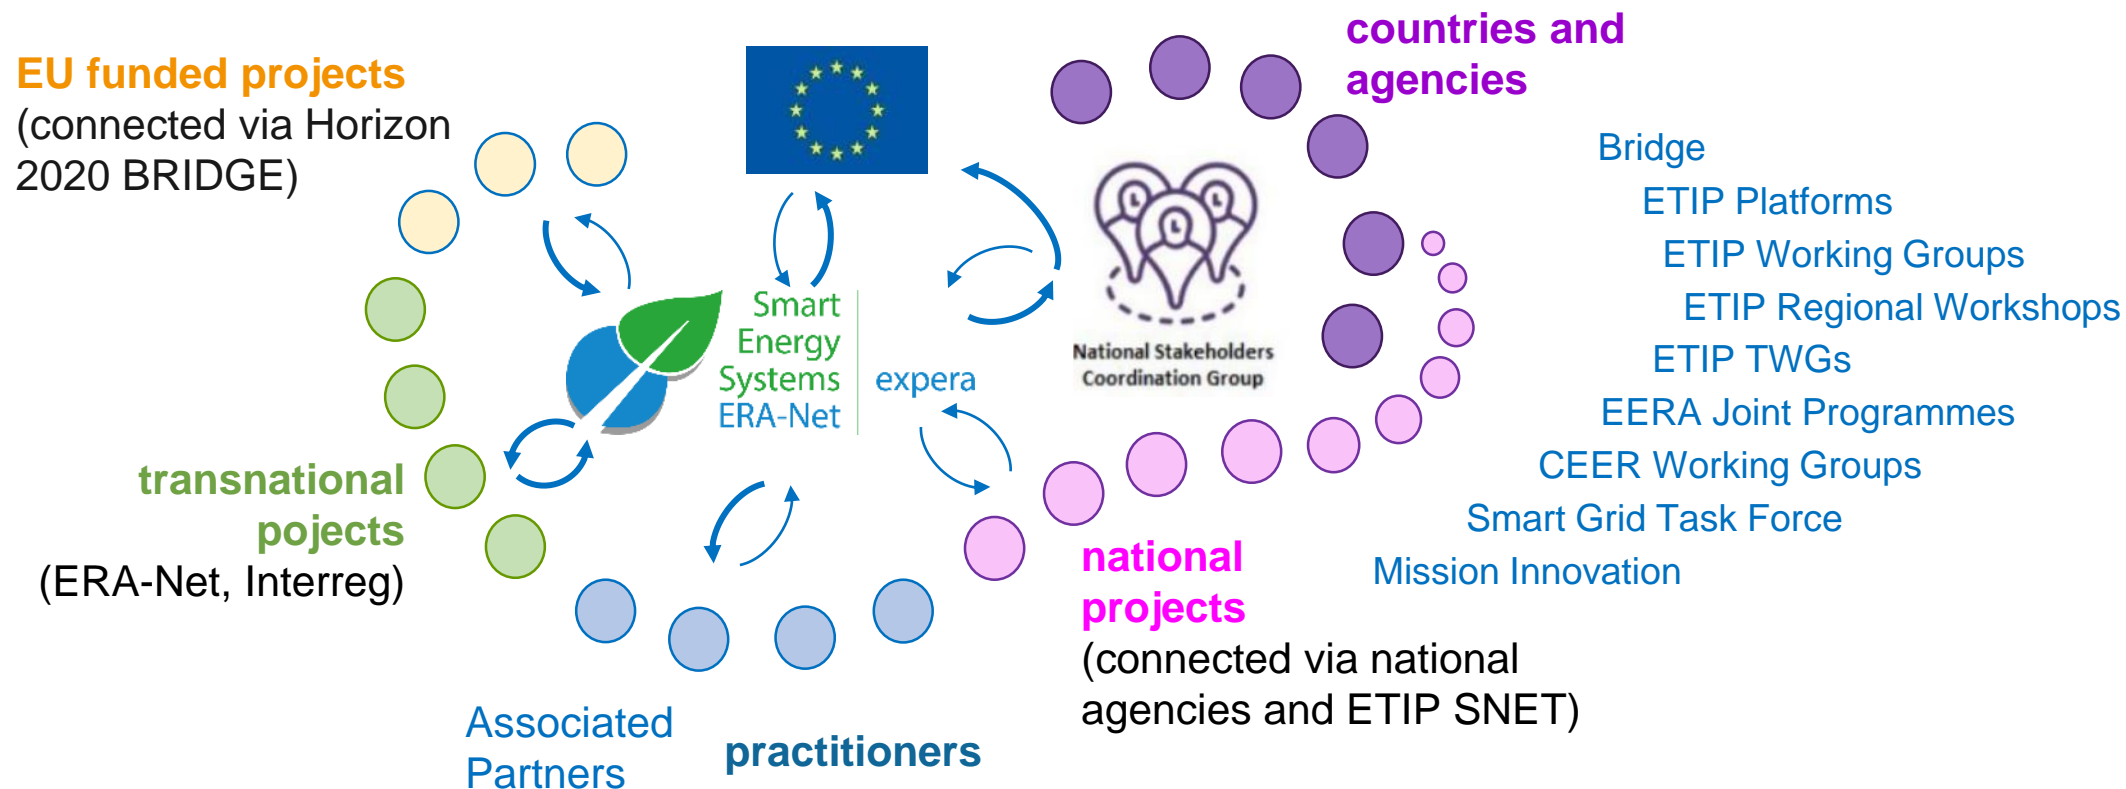 EU funded projects
(connected via Horizon
2020 BRIDGE)
countries and
agencies
Smart
Energy
Systems
ERA-Net
expera
National Stakeholders
Coordination Group
Bridge
ETIP Platforms
ETIP Working Groups
ETIP Regional Workshops
ETIP TWGs
EERA Joint Programmes
CEER Working Groups
Smart Grid Task Force
Mission Innovation
transnational
pojects
(ERA-Net, Interreg)
national
projects
(connected via national
agencies and ETIP SNET)
Associated
Partners
practitioners